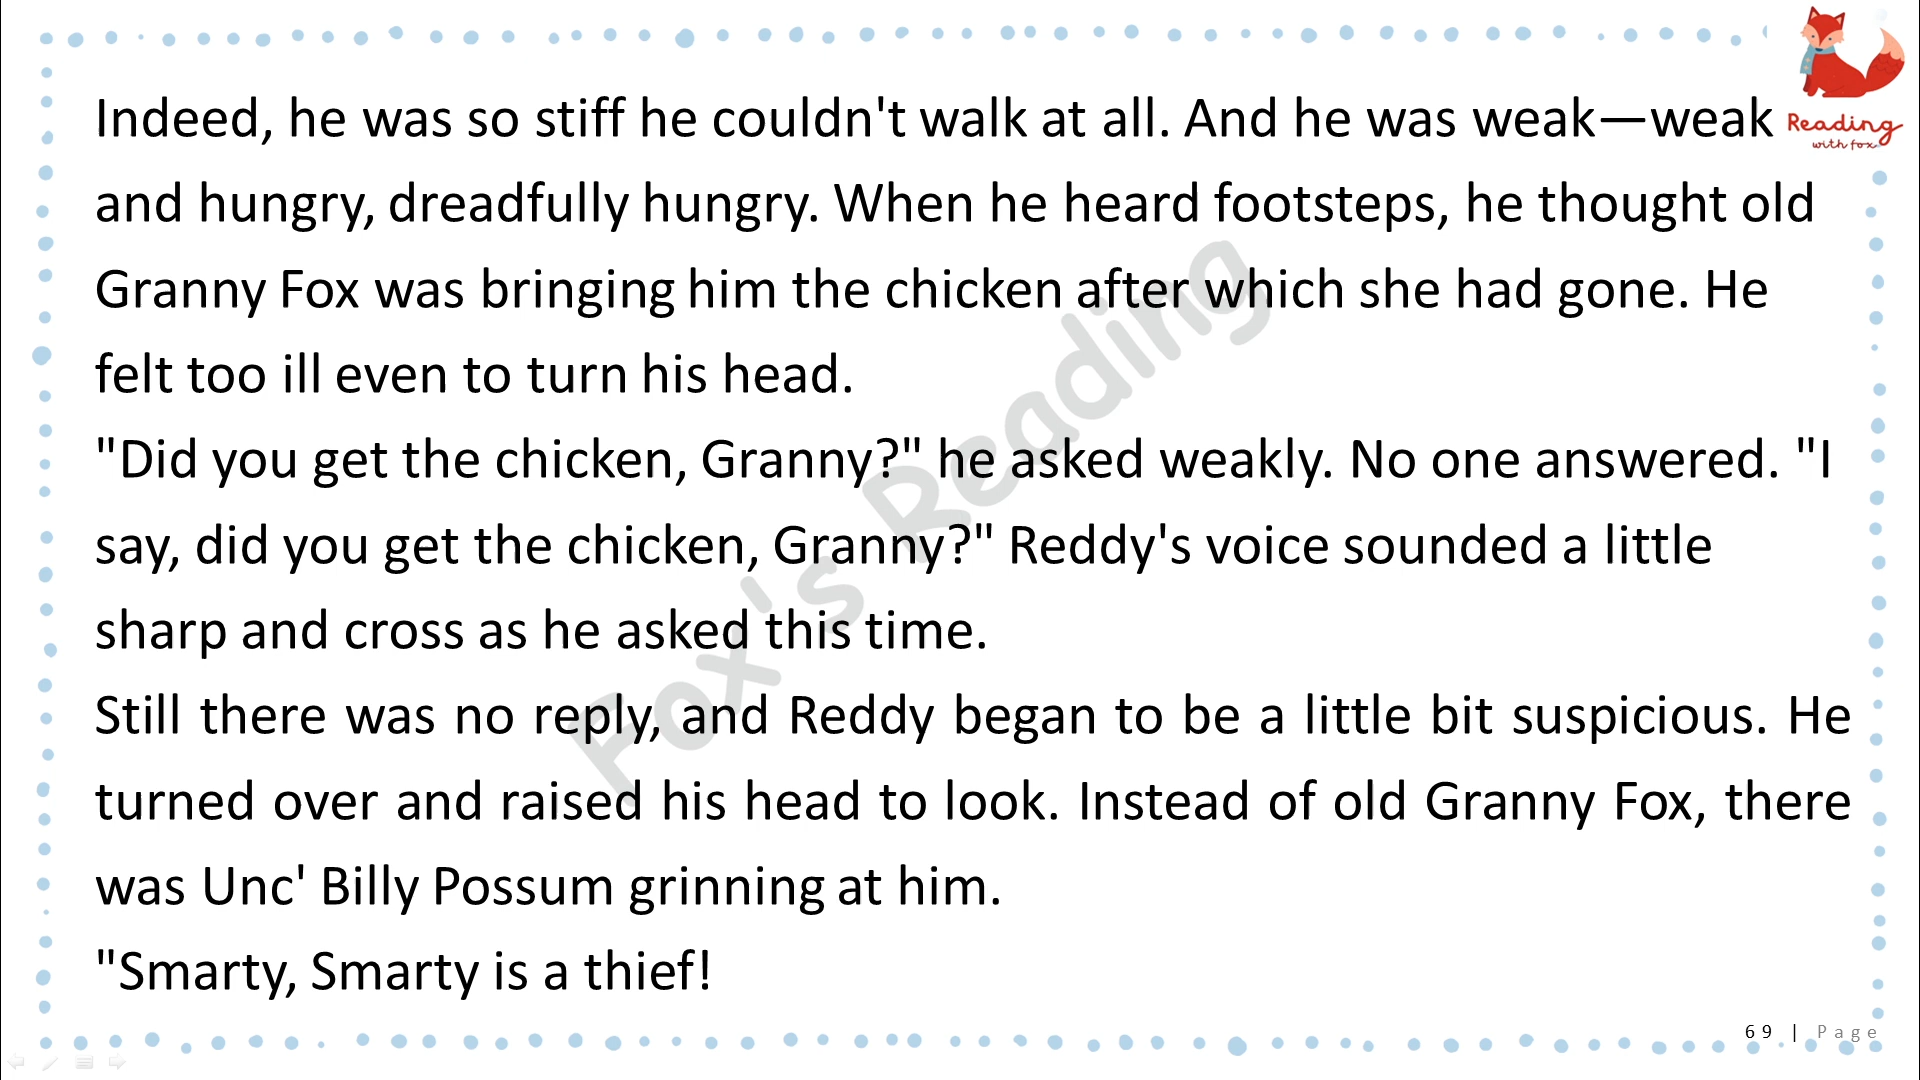 Indeed, he was so stiff he couldn't walk at all. And he was weak—weak
and hungry, dreadfully hungry. When he heard footsteps, he thought old
Granny Fox was bringing him the chicken after which she had gone. He
felt too ill even to turn his head.
"Did you get the chicken, Granny?" he asked weakly. No one answered. "I
say, did you get the chicken, Granny?" Reddy's voice sounded a little
sharp and cross as he asked this time.
Still there was no reply, and Reddy began to be a little bit suspicious. He
turned over and raised his head to look. Instead of old Granny Fox, there
was Unc' Billy Possum grinning at him.
"Smarty, Smarty is a thief!
Reading
with fox
Fox's Reading
69 | Page